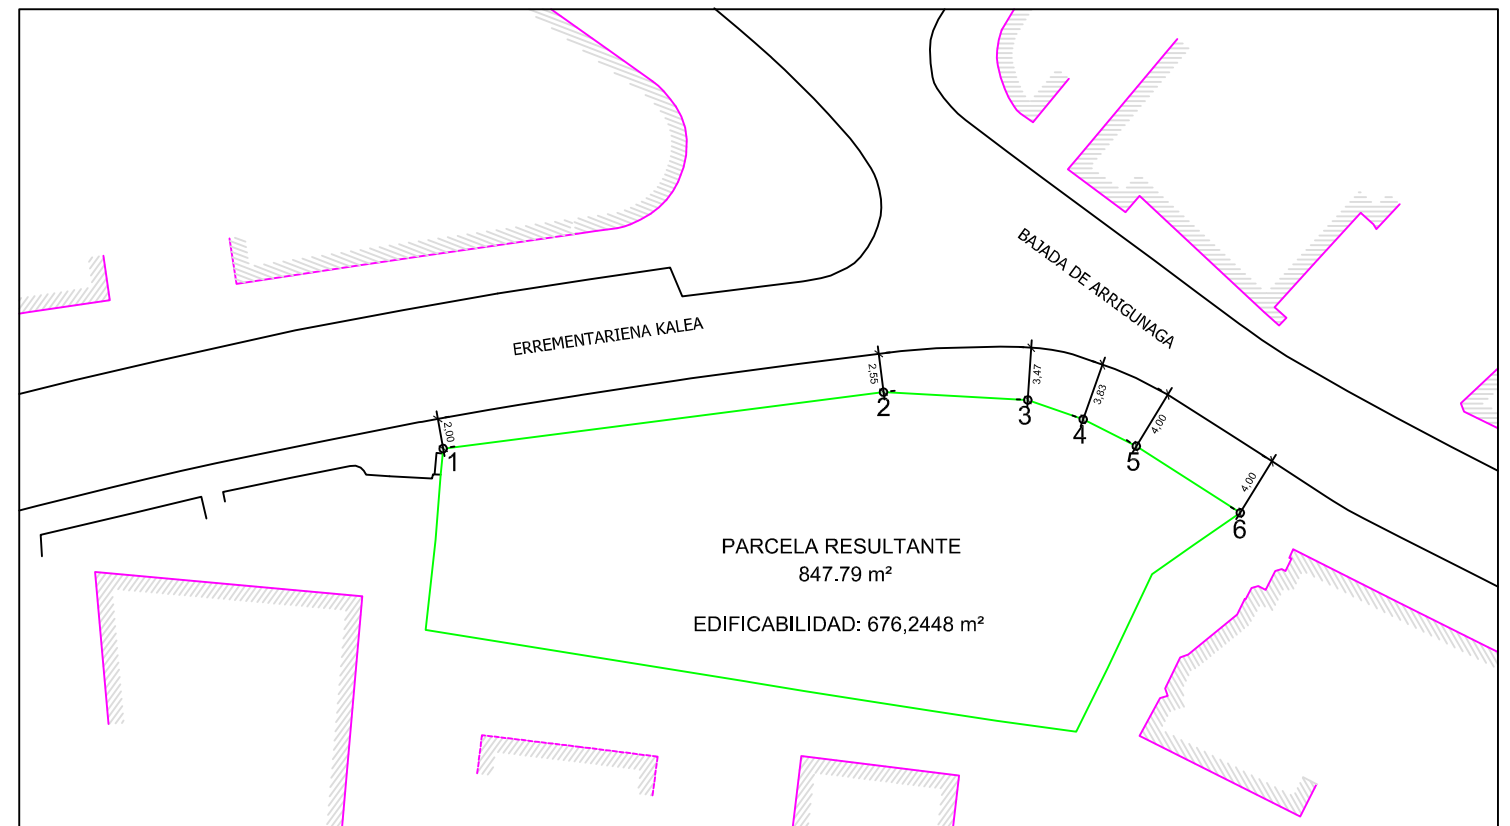 BAJADA DE ARRIGUNAGA
ERREMENTARIENA KALEA
2,00
2,55
3,47
3,83
4,00
4,00
1
2
3
4
5
6
PARCELA RESULTANTE
847.79 m²
EDIFICABILIDAD: 676,2448 m²